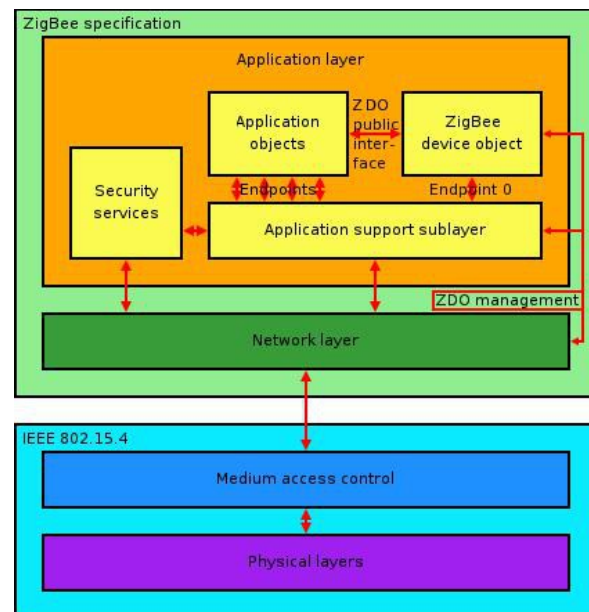 ZigBee specification
Application layer
Application
objects
ZDO
public
inter-
face
ZigBee
device object
Security
services
Endpoints
Endpoint 0
Application support sublayer
ZDO management
Network layer
IEEE 802.15.4
Medium access control
Physical layers